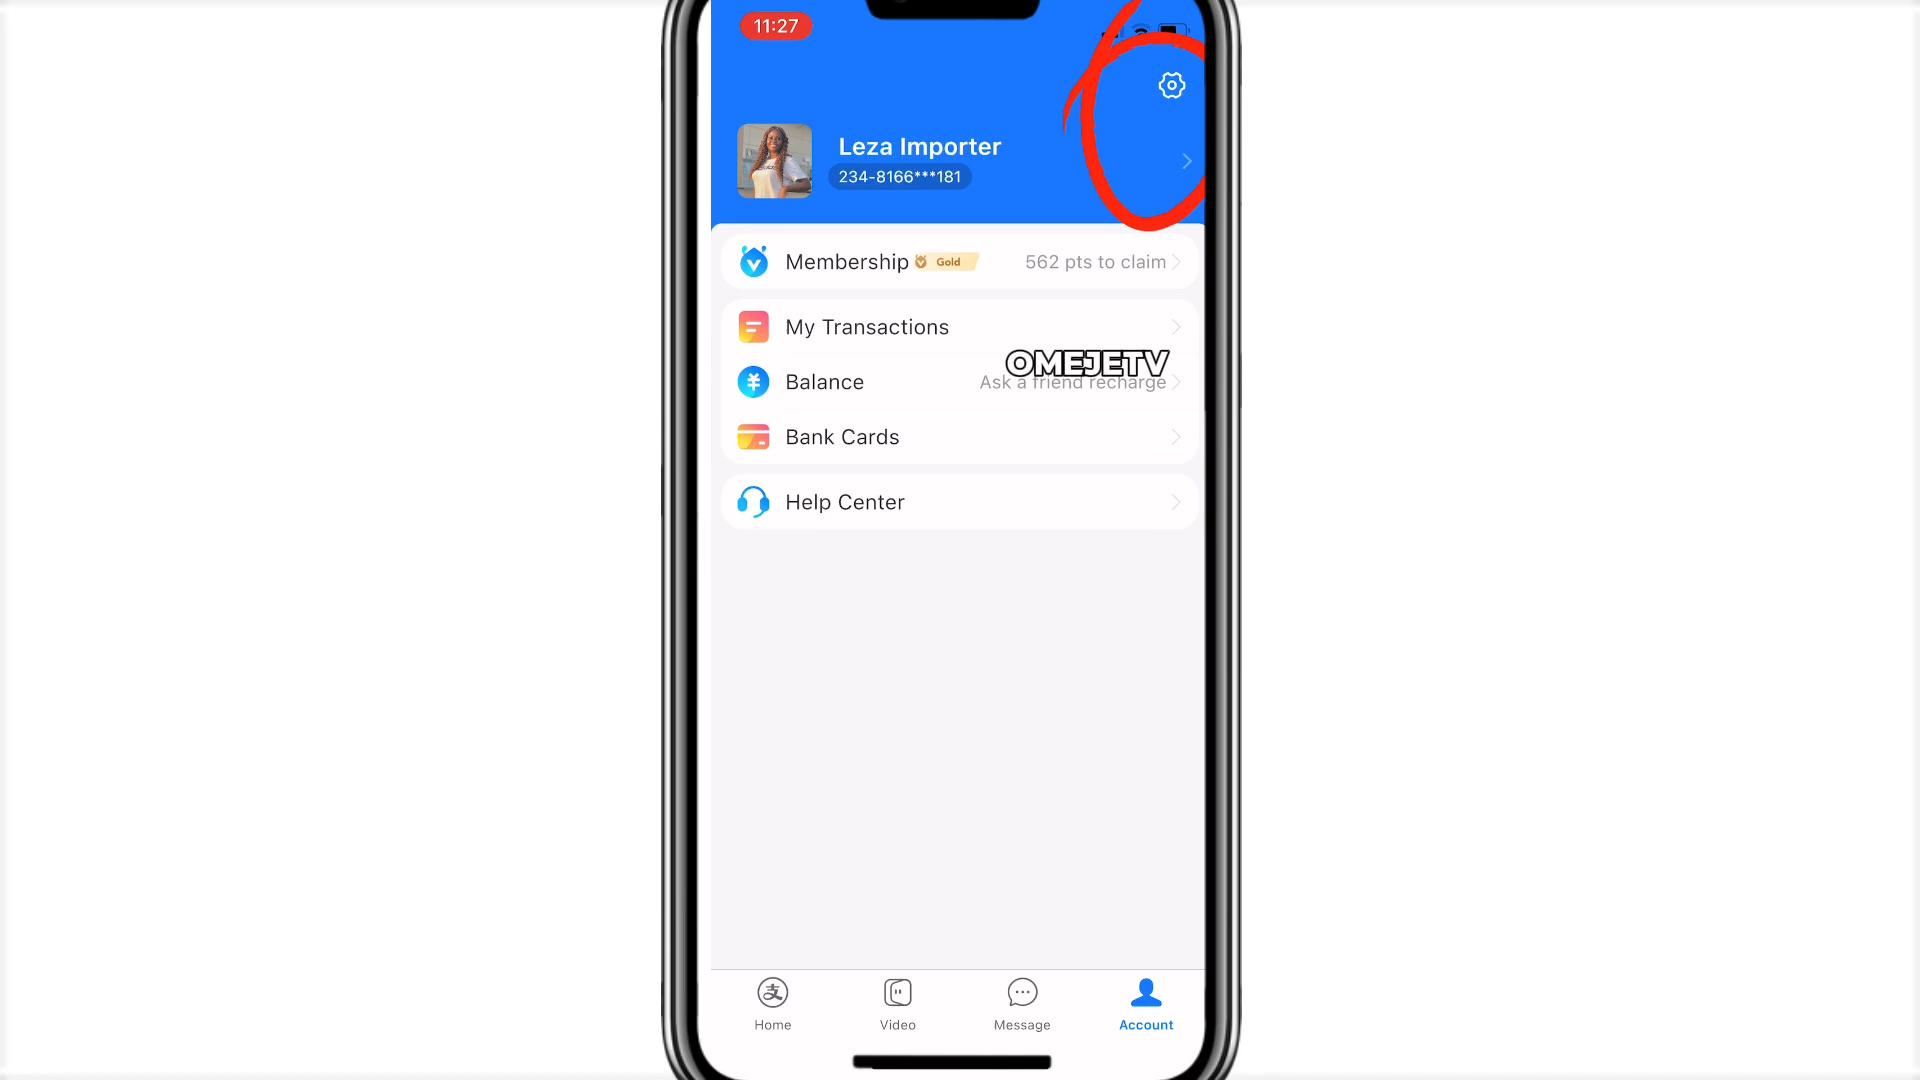 11:27
Leza Importer
234-8166***181
Membership Gold 562 pts to claim
My Transactions
OMEJETV
Balance Ask a friend recharge
¥
Bank Cards
Help Center
支
Home Video Message Account